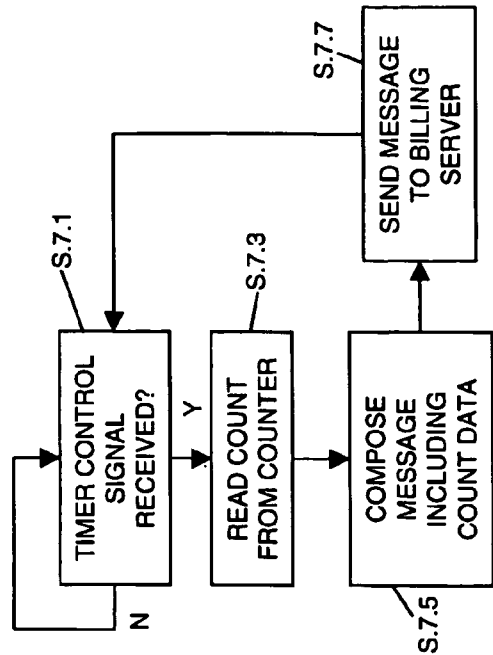 S.7.1
TIMER CONTROL
SIGNAL
RECEIVED?
N
Y
S.7.3
READ COUNT
FROM COUNTER
S.7.5
COMPOSE
MESSAGE
INCLUDING
COUNT DATA
S.7.7
SEND MESSAGE
TO BILLING
SERVER